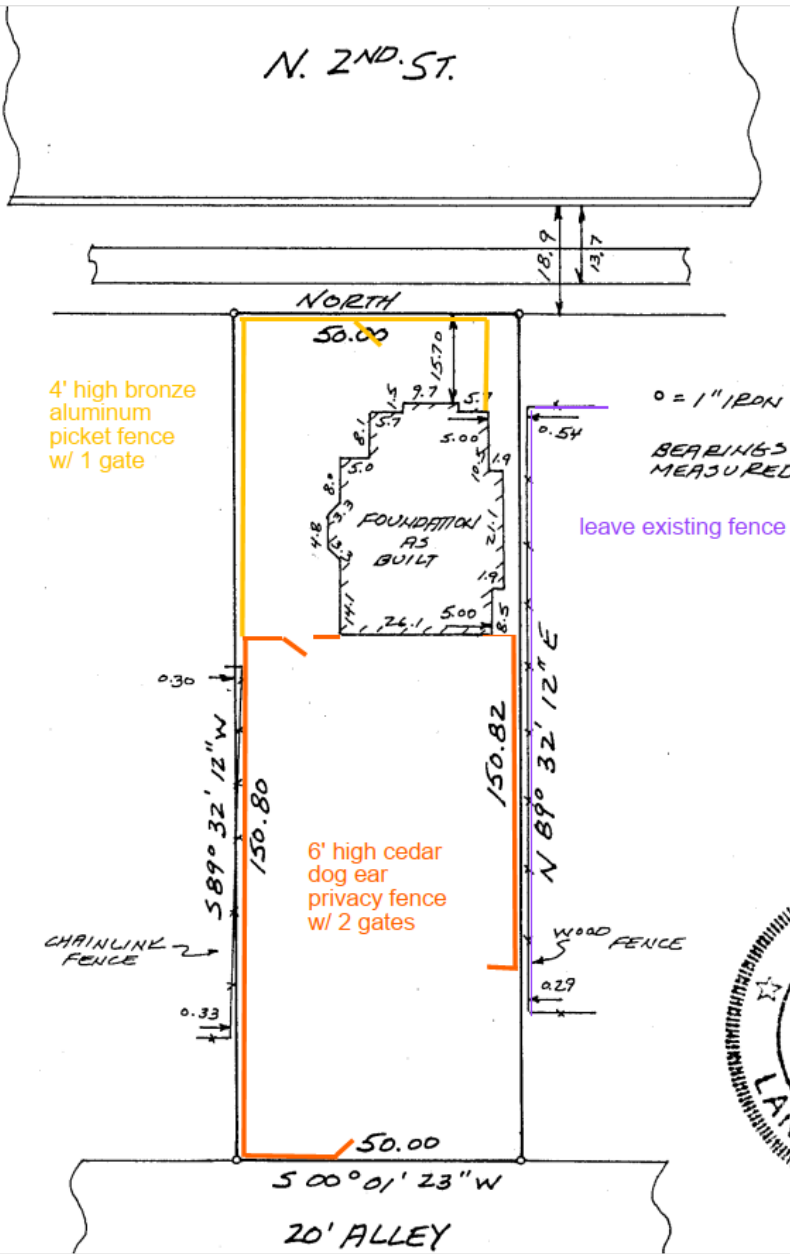 N. 2ND. ST.
18.9
13.7
NORTH
50.00
15.70
4' high bronze
aluminum
picket fence
w/ 1 gate
1.5
9.7
5.7
5.7
8.1
5.00
0.54
O = 1" IRON
BEARINGS
MEASURED
5.0
10.5
1.9
8.0
3.3
14.8
FOUNDATION
AS
BUILT
21.1
leave existing fence
3.3
1.9
14.1
26.1
5.00
8.5
0.30
S 89° 32' 12" W
150.80
150.82
N 89° 32' 12" E
6' high cedar
dog ear
privacy fence
w/ 2 gates
CHAINLINK
FENCE
WOOD FENCE
0.29
0.33
50.00
S 00° 01' 23" W
20' ALLEY